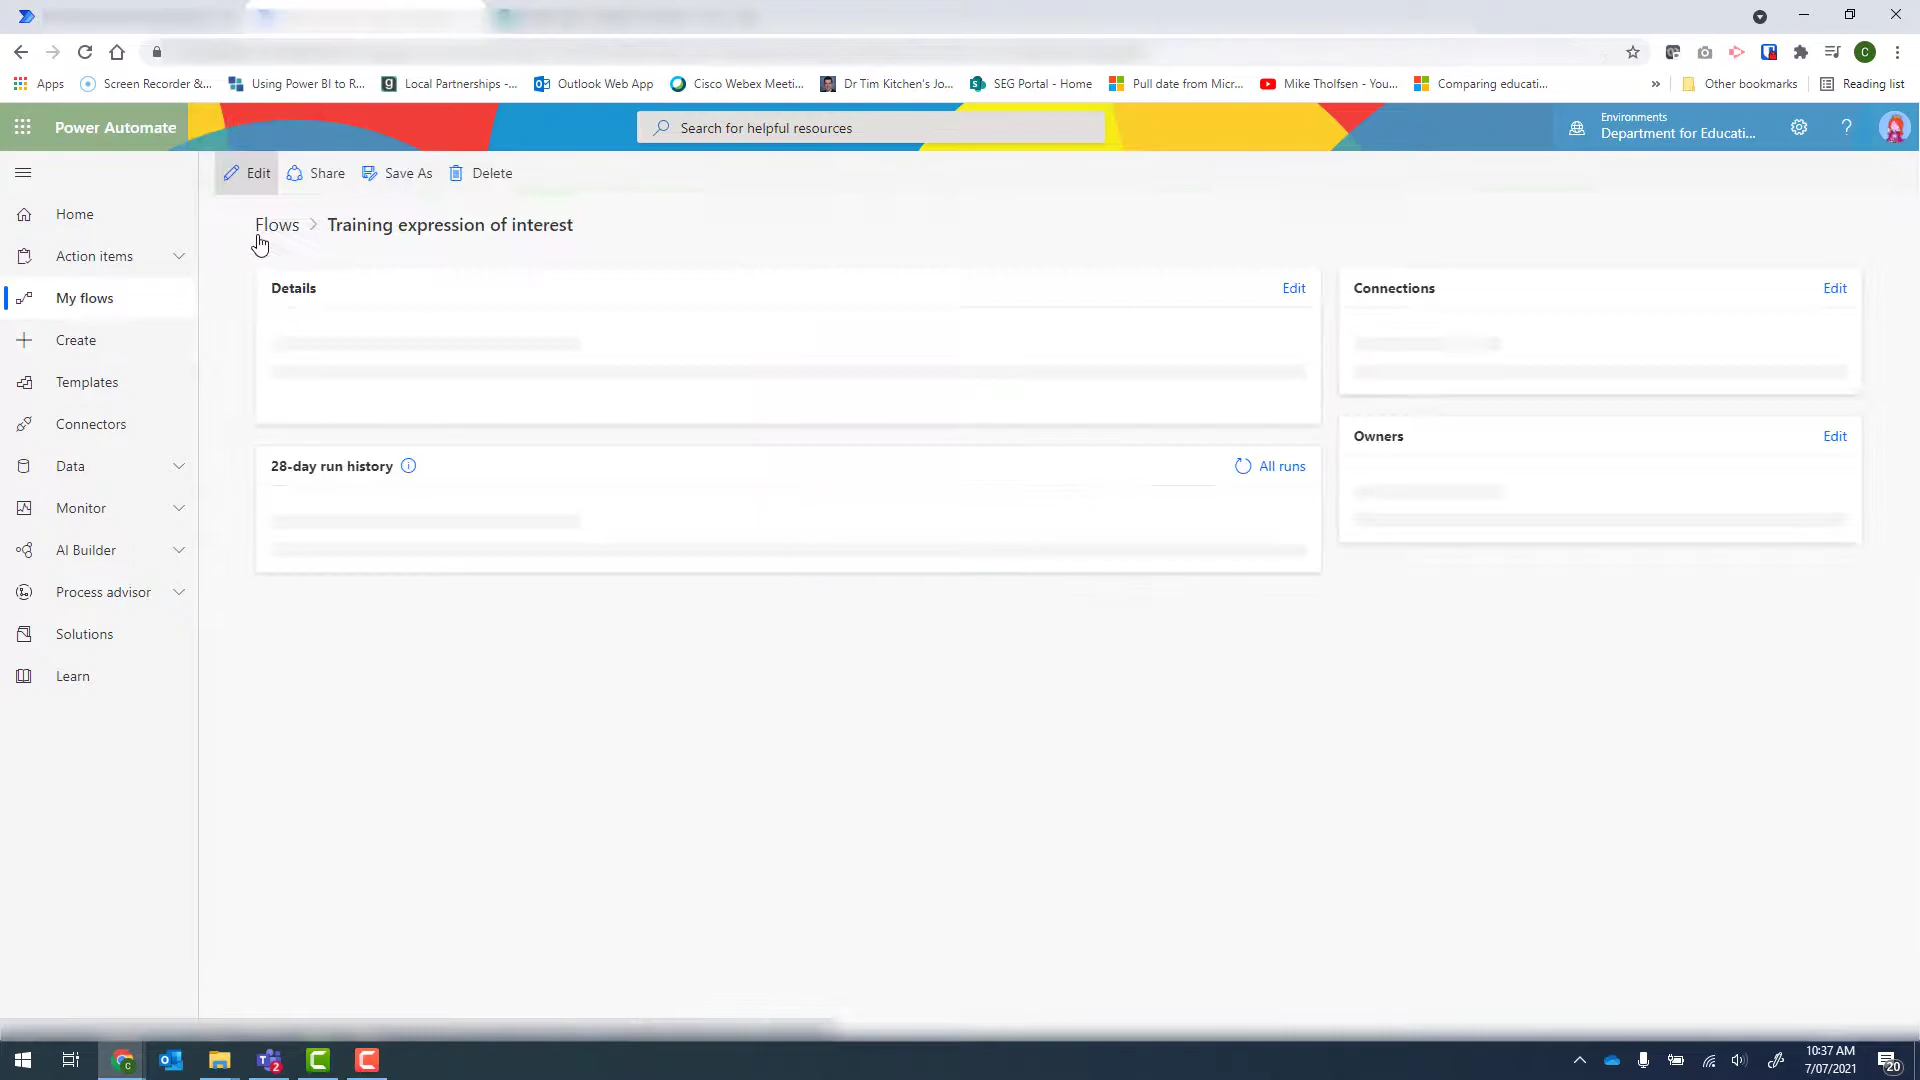 Apps
Screen Recorder &...
Using Power BI to R...
Local Partnerships -...
Outlook Web App
Cisco Webex Meeti...
Dr Tim Kitchen's Jo...
SEG Portal - Home
Pull date from Micr...
Mike Tholfsen - You...
Comparing educati...
»
Other bookmarks
Reading list
Power Automate
Search for helpful resources
Environments
Department for Educati...
?
Edit
Share
Save As
Delete
Home
Action items
My flows
Create
Templates
Connectors
Data
Monitor
AI Builder
Process advisor
Solutions
Learn
Flows > Training expression of interest
Details
Edit
Connections
Edit
28-day run history
All runs
Owners
Edit
10:37 AM
7/07/2021
20